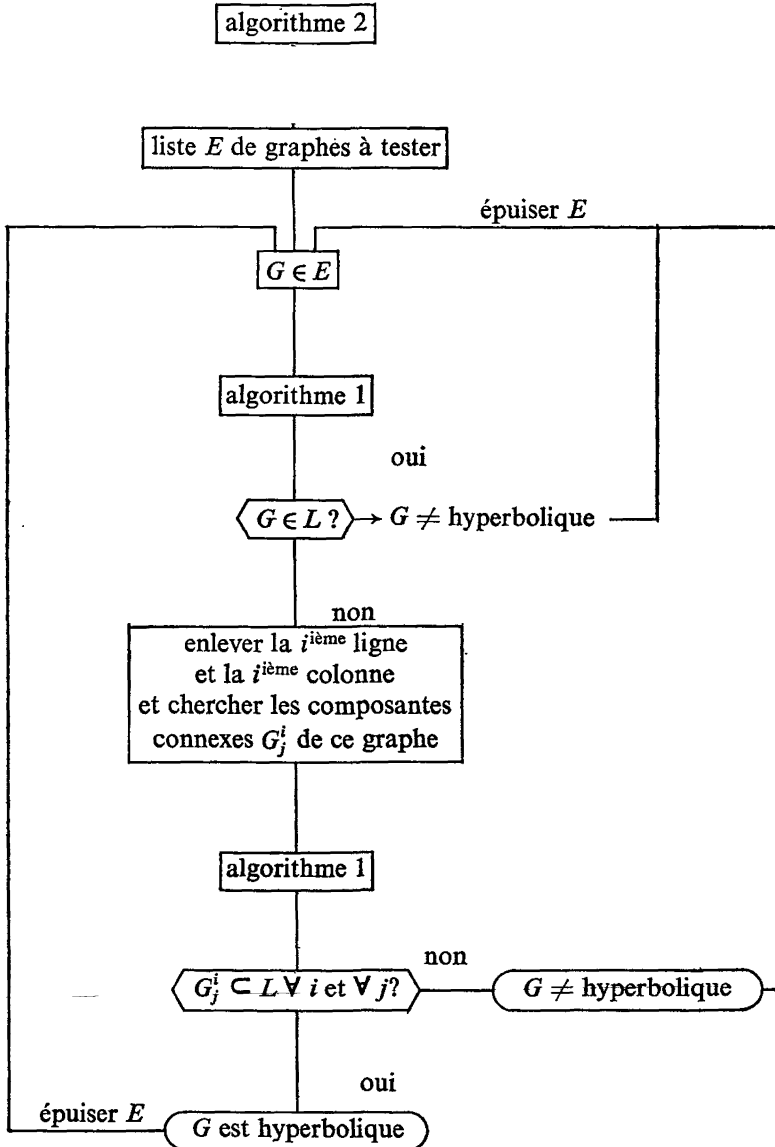 algorithme 2
liste E de graphes à tester
épuiser E
G ∈ E
algorithme 1
oui
G ∈ L ? → G ≠ hyperbolique
non
enlever la i^ième ligne
et la i^ième colonne
et chercher les composantes
connexes G_j^i de ce graphe
algorithme 1
non
G_j^i ⊂ L ∀ i et ∀ j?
G ≠ hyperbolique
oui
épuiser E
G est hyperbolique